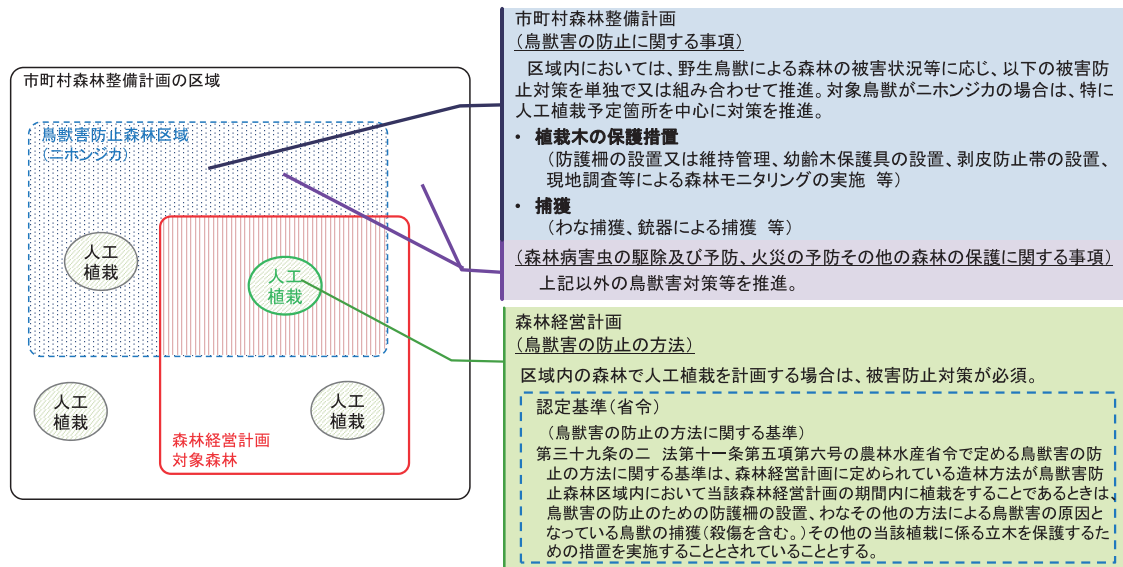 市町村森林整備計画の区域
鳥獣害防止森林区域
(ニホンジカ)
人工
植栽
人工
植栽
人工
植栽
人工
植栽
森林経営計画
対象森林
市町村森林整備計画
(鳥獣害の防止に関する事項)
区域内においては、野生鳥獣による森林の被害状況等に応じ、以下の被害防
止対策を単独で又は組み合わせて推進。対象鳥獣がニホンジカの場合は、特に
人工植栽予定箇所を中心に対策を推進。
・ 植栽木の保護措置
(防護柵の設置又は維持管理、幼齢木保護具の設置、剥皮防止帯の設置、
現地調査等による森林モニタリングの実施 等)
・ 捕獲
(わな捕獲、銃器による捕獲 等)
(森林病害虫の駆除及び予防、火災の予防その他の森林の保護に関する事項)
上記以外の鳥獣害対策等を推進。
森林経営計画
(鳥獣害の防止の方法)
区域内の森林で人工植栽を計画する場合は、被害防止対策が必須。
認定基準(省令)
(鳥獣害の防止の方法に関する基準)
第三十九条の二 法第十一条第五項第六号の農林水産省令で定める鳥獣害の防
止の方法に関する基準は、森林経営計画に定められている造林方法が鳥獣害防
止森林区域内において当該森林経営計画の期間内に植栽をすることであるときは、
鳥獣害の防止のための防護柵の設置、わなその他の方法による鳥獣害の原因と
なっている鳥獣の捕獲(殺傷を含む。)その他の当該植栽に係る立木を保護するた
めの措置を実施することとされていることとする。